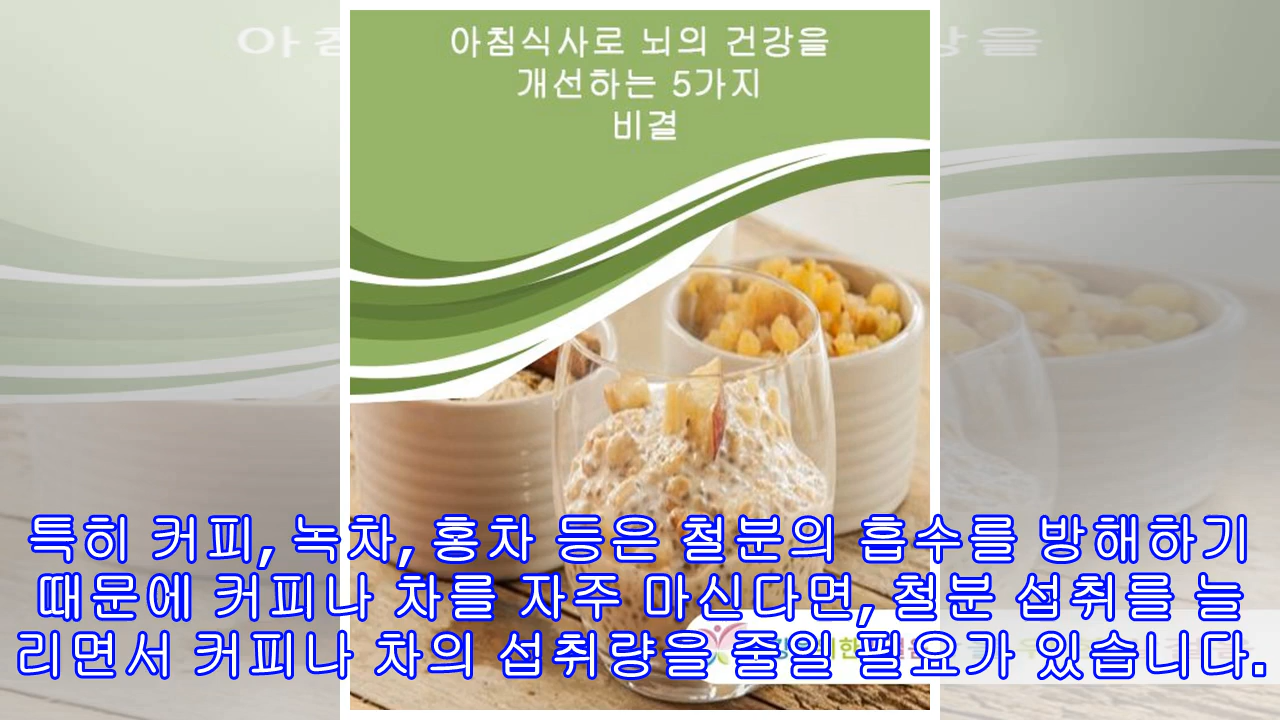 아침식사로 뇌의 건강을
개선하는 5가지
비결
특히 커피, 녹차, 홍차 등은 철분의 흡수를 방해하기
때문에 커피나 차를 자주 마신다면, 철분 섭취를 늘
리면서 커피나 차의 섭취량을 줄일 필요가 있습니다.